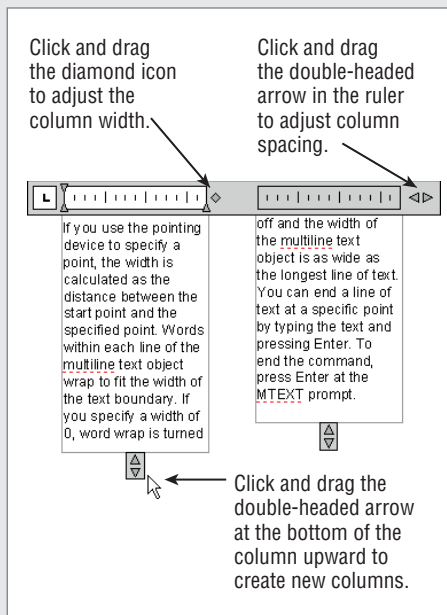 Click and drag
the diamond icon
to adjust the
column width.
Click and drag
the double-headed
arrow in the ruler
to adjust column
spacing.
L
If you use the pointing
device to specify a
point, the width is
calculated as the
distance between the
start point and the
specified point. Words
within each line of the
multiline text object
wrap to fit the width of
the text boundary. If
you specify a width of
0, word wrap is turned
off and the width of
the multiline text
object is as wide as
the longest line of text.
You can end a line of
text at a specific point
by typing the text and
pressing Enter. To
end the command,
press Enter at the
MTEXT prompt.
Click and drag the
double-headed arrow
at the bottom of the
column upward to
create new columns.